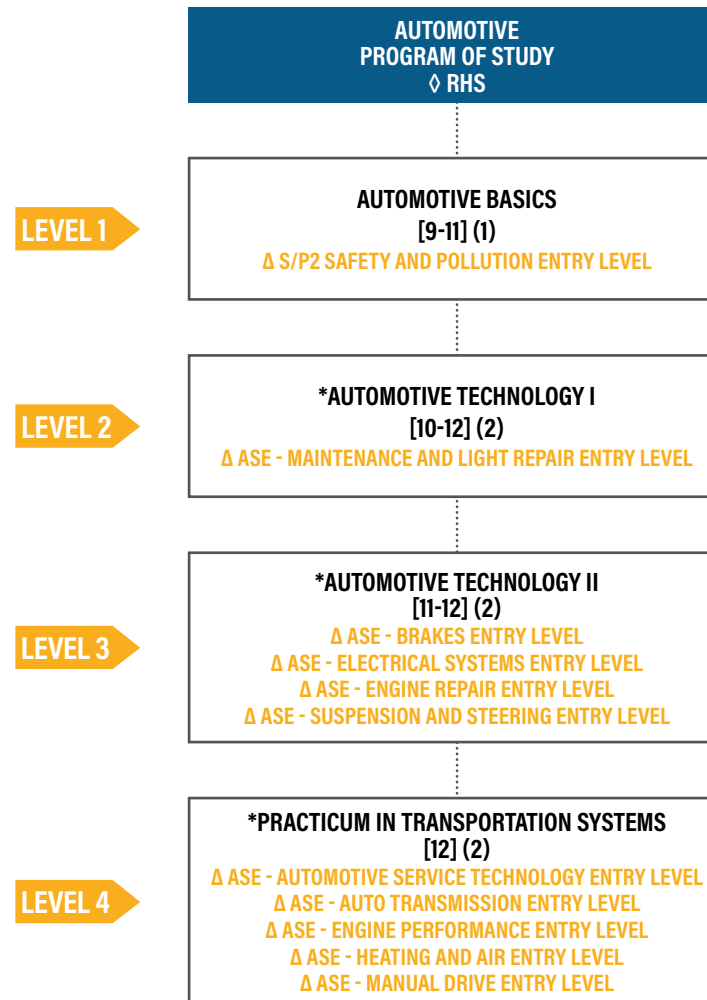 AUTOMOTIVE
PROGRAM OF STUDY
◊ RHS
LEVEL 1
AUTOMOTIVE BASICS
[9-11] (1)
Δ S/P2 SAFETY AND POLLUTION ENTRY LEVEL
LEVEL 2
*AUTOMOTIVE TECHNOLOGY I
[10-12] (2)
Δ ASE - MAINTENANCE AND LIGHT REPAIR ENTRY LEVEL
LEVEL 3
*AUTOMOTIVE TECHNOLOGY II
[11-12] (2)
Δ ASE - BRAKES ENTRY LEVEL
Δ ASE - ELECTRICAL SYSTEMS ENTRY LEVEL
Δ ASE - ENGINE REPAIR ENTRY LEVEL
Δ ASE - SUSPENSION AND STEERING ENTRY LEVEL
LEVEL 4
*PRACTICUM IN TRANSPORTATION SYSTEMS
[12] (2)
Δ ASE - AUTOMOTIVE SERVICE TECHNOLOGY ENTRY LEVEL
Δ ASE - AUTO TRANSMISSION ENTRY LEVEL
Δ ASE - ENGINE PERFORMANCE ENTRY LEVEL
Δ ASE - HEATING AND AIR ENTRY LEVEL
Δ ASE - MANUAL DRIVE ENTRY LEVEL